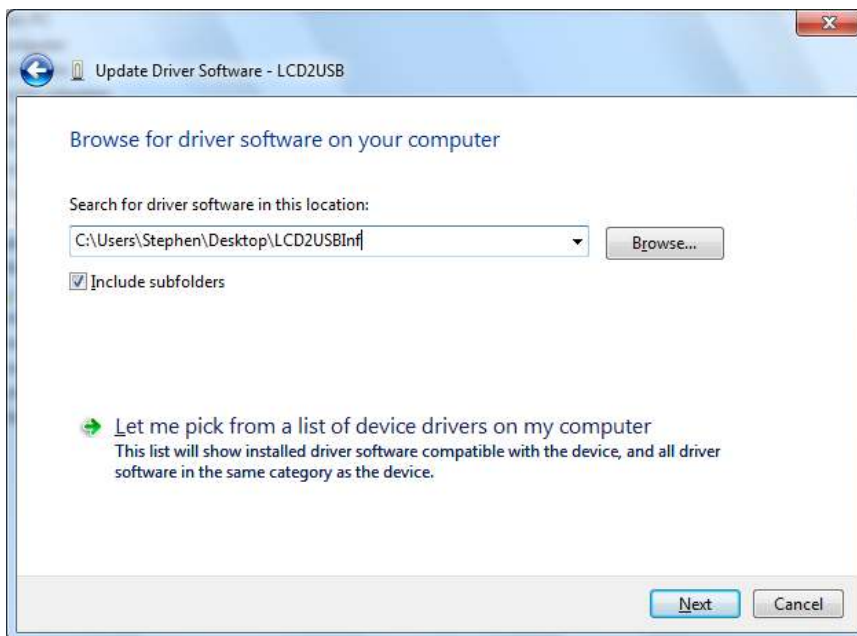 Update Driver Software - LCD2USB
Browse for driver software on your computer
Search for driver software in this location:
C:\Users\Stephen\Desktop\LCD2USBInf
Browse...
Include subfolders
Let me pick from a list of device drivers on my computer
This list will show installed driver software compatible with the device, and all driver
software in the same category as the device.
Next
Cancel